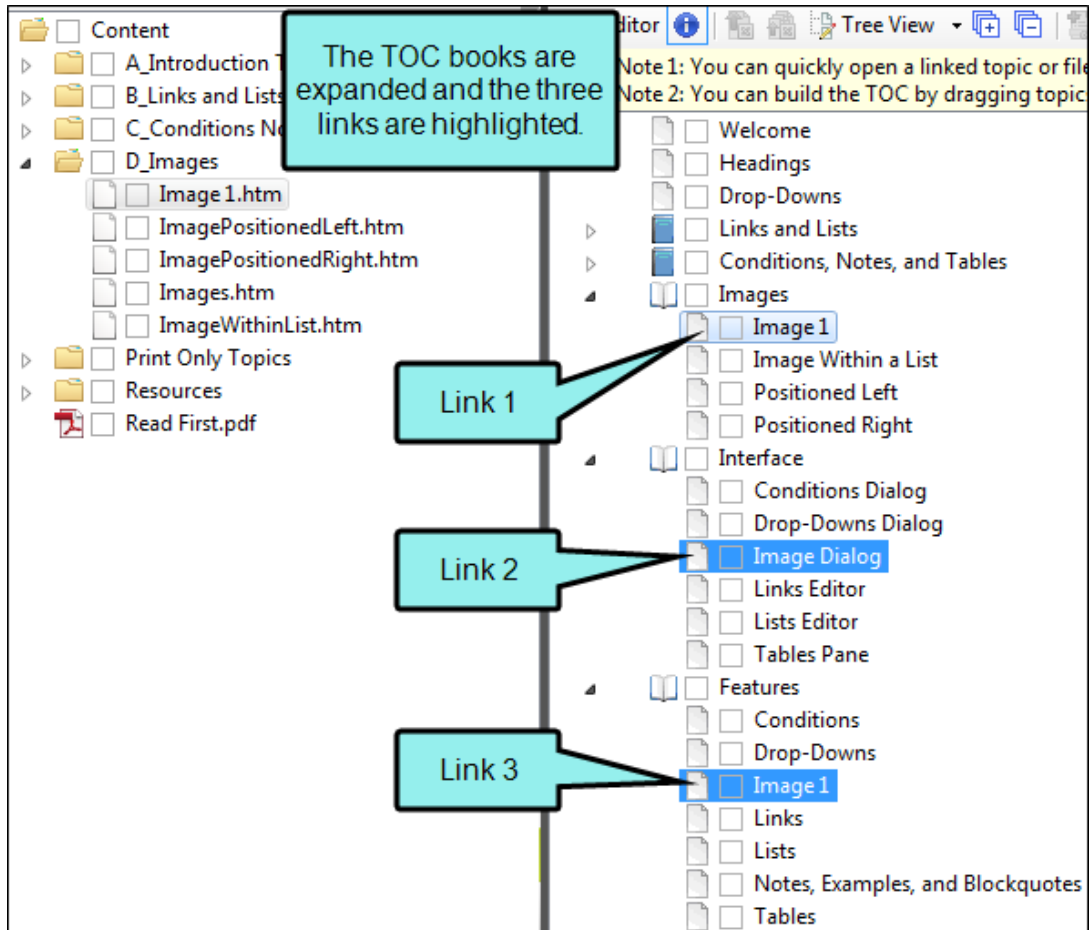 Content
A_Introduction
B_Links and Lists
C_Conditions
D_Images
Image 1.htm
ImagePositionedLeft.htm
ImagePositionedRight.htm
Images.htm
ImageWithinList.htm
Print Only Topics
Resources
Read First.pdf
The TOC books are
expanded and the three
links are highlighted.
Link 1
Link 2
Link 3
Tree View
Note 1: You can quickly open a linked topic or file
Note 2: You can build the TOC by dragging topic
Welcome
Headings
Drop-Downs
Links and Lists
Conditions, Notes, and Tables
Images
Image 1
Image Within a List
Positioned Left
Positioned Right
Interface
Conditions Dialog
Drop-Downs Dialog
Image Dialog
Links Editor
Lists Editor
Tables Pane
Features
Conditions
Drop-Downs
Image 1
Links
Lists
Notes, Examples, and Blockquotes
Tables